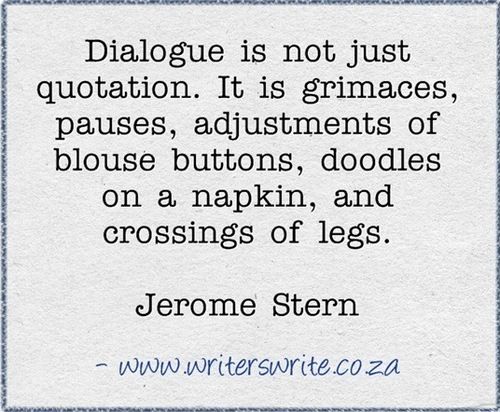 Dialogue is not just
quotation. It is grimaces,
pauses, adjustments of
blouse buttons, doodles
on a napkin, and
crossings of legs.
Jerome Stern
- www.writerswrite.co.za